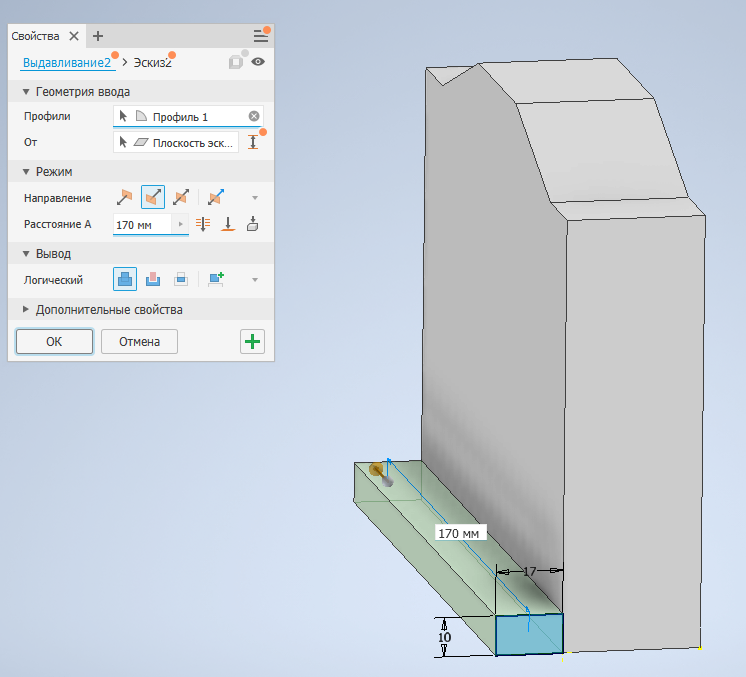 Свойства
Выдавливание2 > Эскиз2
Геометрия ввода
Профили Профиль 1
От Плоскость эск...
Режим
Направление
Расстояние A 170 мм
Вывод
Логический
Дополнительные свойства
ОК Отмена
170 мм
17
10